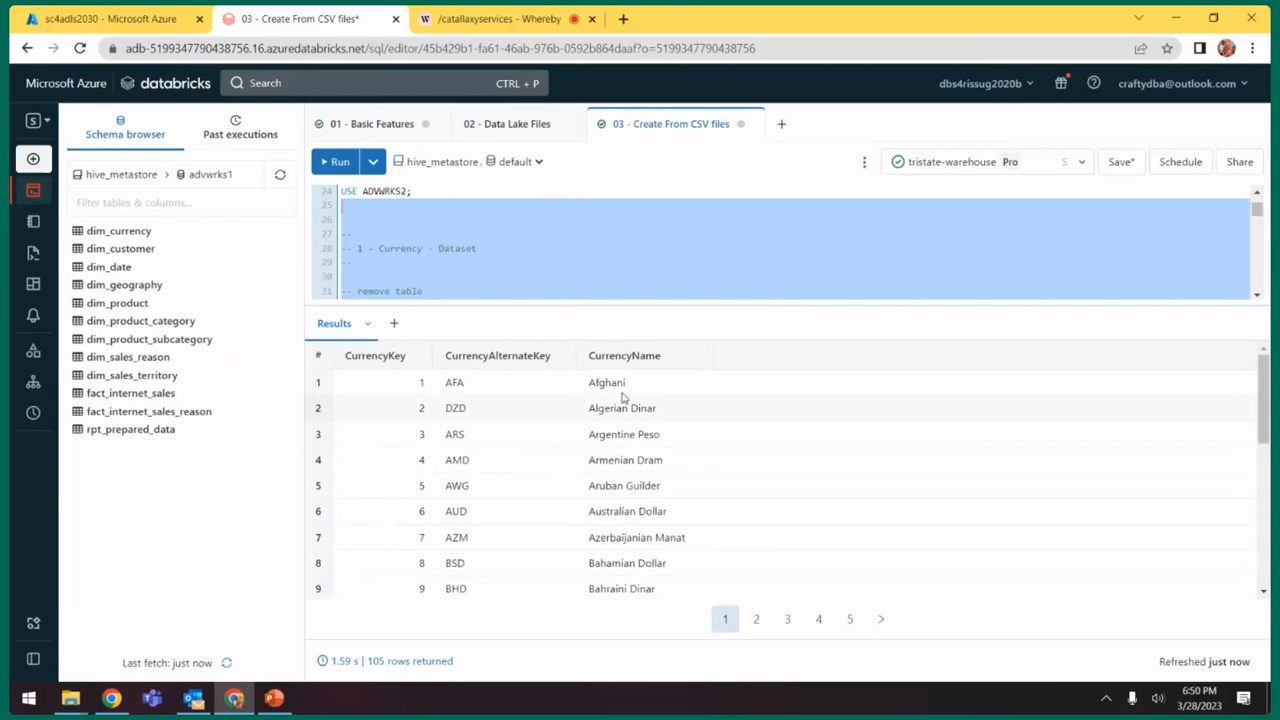 sc4adls2030 - Microsoft Azure
03 - Create From CSV files*
/catallaxyservices - Whereby
adb-5199347790438756.16.azuredatabricks.net/sql/editor/45b429b1-fa61-46ab-976b-0592b864daaf?o=5199347790438756
Microsoft Azure
databricks
Search
CTRL + P
dbs4rissug2020b
craftydba@outlook.com
S
Schema browser
Past executions
01 - Basic Features
02 - Data Lake Files
03 - Create From CSV files
hive_metastore > advwrks1
Run
hive_metastore . default
tristate-warehouse Pro S
Save*
Schedule
Share
Filter tables & columns...
24 USE ADVWRKS2;
25
26
27 --
28 -- 1 - Currency - Dataset
29 --
30
31 -- remove table
dim_currency
dim_customer
dim_date
dim_geography
dim_product
dim_product_category
dim_product_subcategory
dim_sales_reason
dim_sales_territory
fact_internet_sales
fact_internet_sales_reason
rpt_prepared_data
Results
# CurrencyKey CurrencyAlternateKey CurrencyName
1 1 AFA Afghani
2 2 DZD Algerian Dinar
3 3 ARS Argentine Peso
4 4 AMD Armenian Dram
5 5 AWG Aruban Guilder
6 6 AUD Australian Dollar
7 7 AZM Azerbaijanian Manat
8 8 BSD Bahamian Dollar
9 9 BHD Bahraini Dinar
1 2 3 4 5
Last fetch: just now
1.59 s | 105 rows returned
Refreshed just now
6:50 PM
3/28/2023